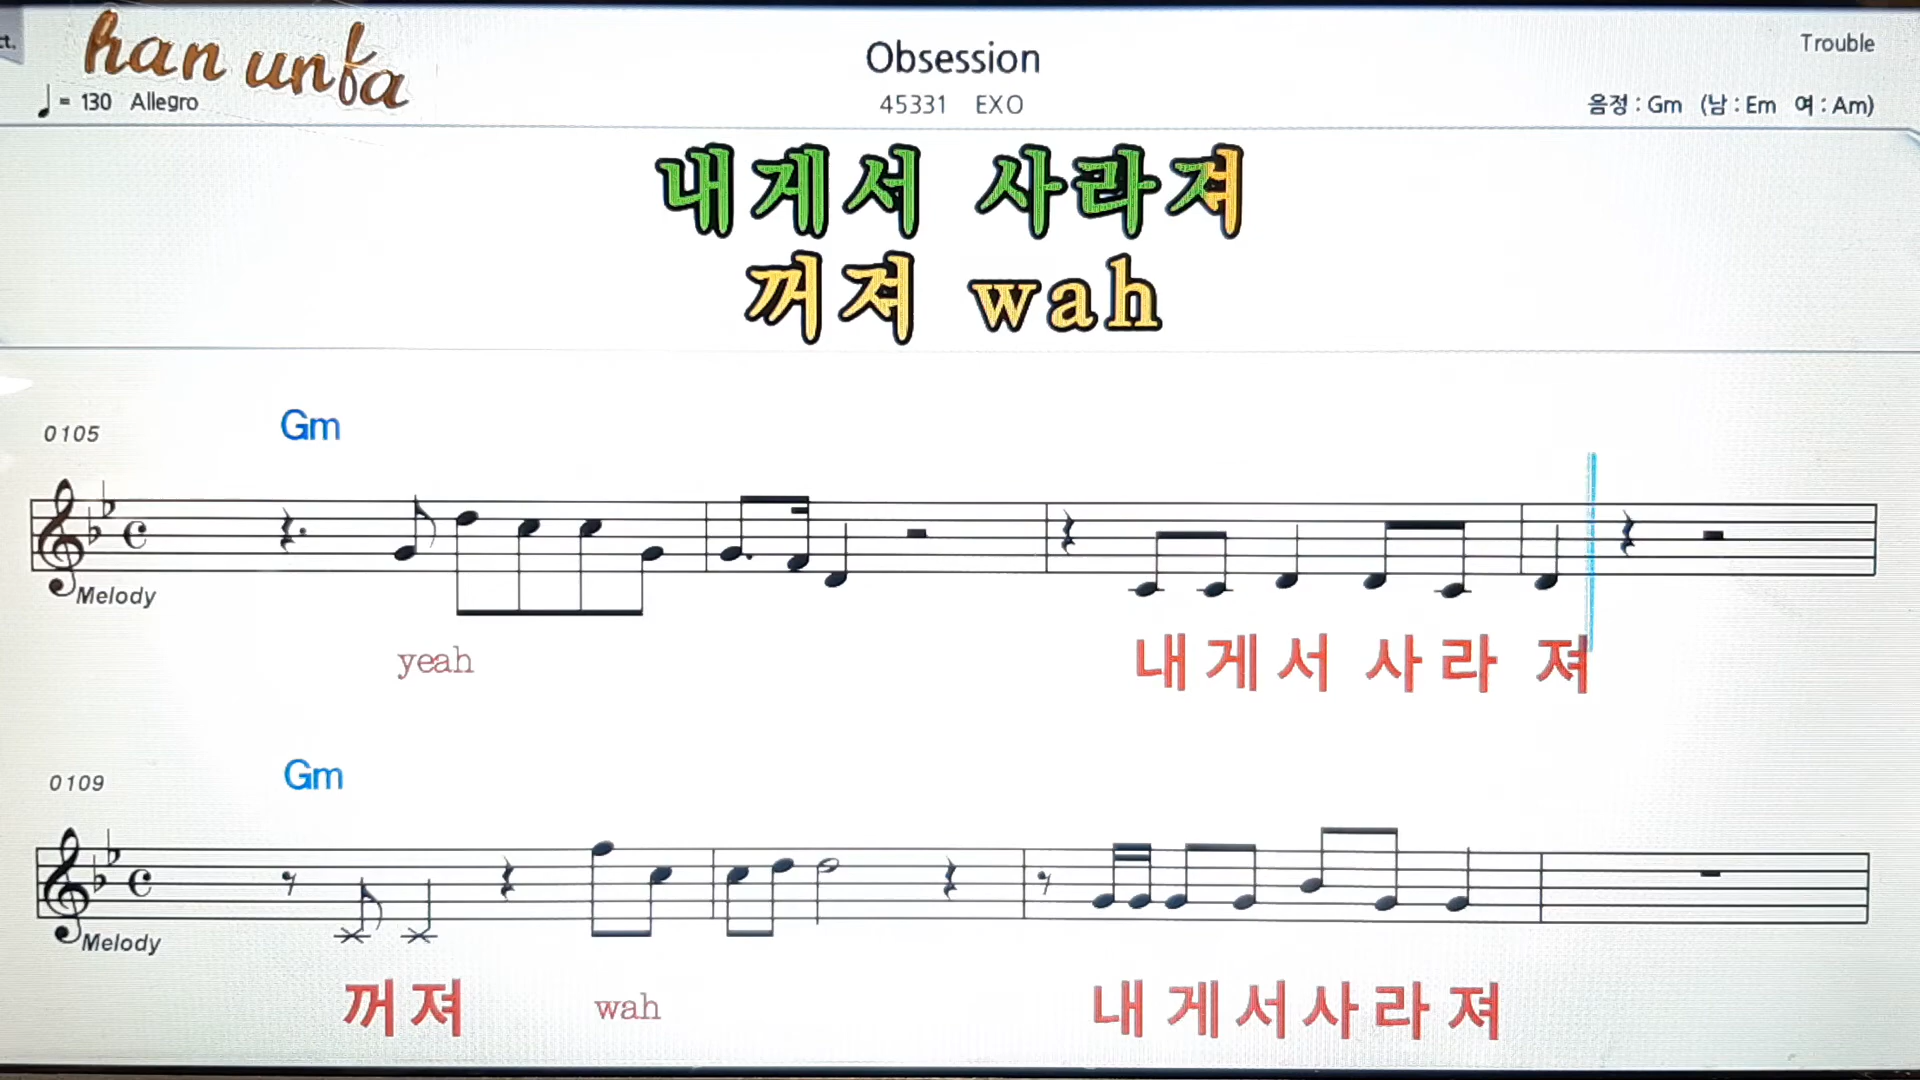 ct.
han unfa
Obsession
Trouble
♩ = 130 Allegro
45331 EXO
음정 : Gm (남 : Em 여 : Am)
내게서 사라져
꺼져 wah
0105
Gm
Melody
yeah 내 게 서 사 라 져
0109
Gm
Melody
꺼 져 wah 내 게 서 사 라 져